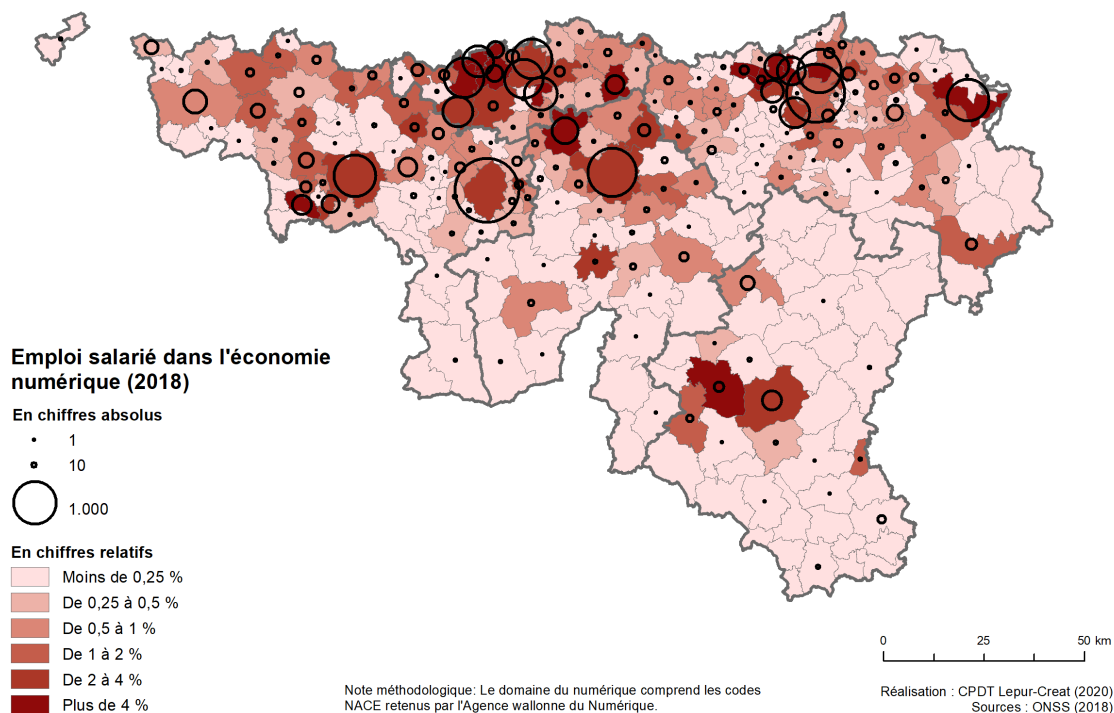 Emploi salarié dans l'économie
numérique (2018)
En chiffres absolus
1
10
1.000
En chiffres relatifs
Moins de 0,25 %
De 0,25 à 0,5 %
De 0,5 à 1 %
De 1 à 2 %
De 2 à 4 %
Plus de 4 %
Note méthodologique: Le domaine du numérique comprend les codes
NACE retenus par l'Agence wallonne du Numérique.
0 25 50 km
Réalisation : CPDT Lepur-Creat (2020)
Sources : ONSS (2018)